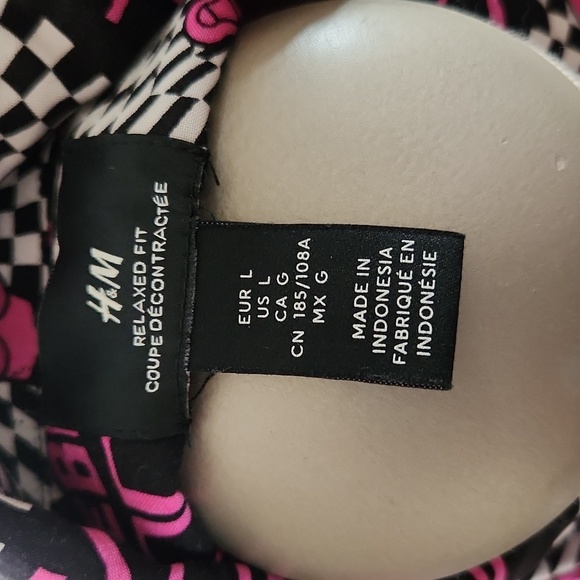 H&M
RELAXED FIT
COUPE DÉCONTRACTÉE
EUR L
US L
CA G
CN 185/108A
MX G
MADE IN
INDONESIA
FABRIQUÉ EN
INDONÉSIE